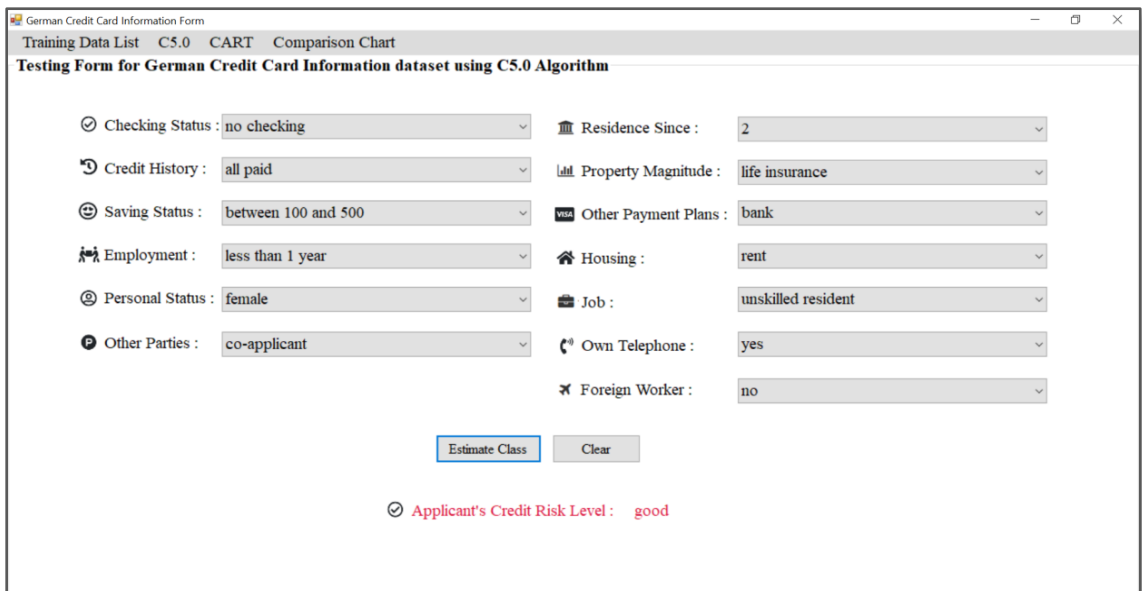 German Credit Card Information Form
Training Data List C5.0 CART Comparison Chart
Testing Form for German Credit Card Information dataset using C5.0 Algorithm
Checking Status : no checking
Residence Since : 2
Credit History : all paid
Property Magnitude : life insurance
Saving Status : between 100 and 500
VISA Other Payment Plans : bank
Employment : less than 1 year
Housing : rent
Personal Status : female
Job : unskilled resident
Other Parties : co-applicant
Own Telephone : yes
Foreign Worker : no
Estimate Class Clear
Applicant's Credit Risk Level : good